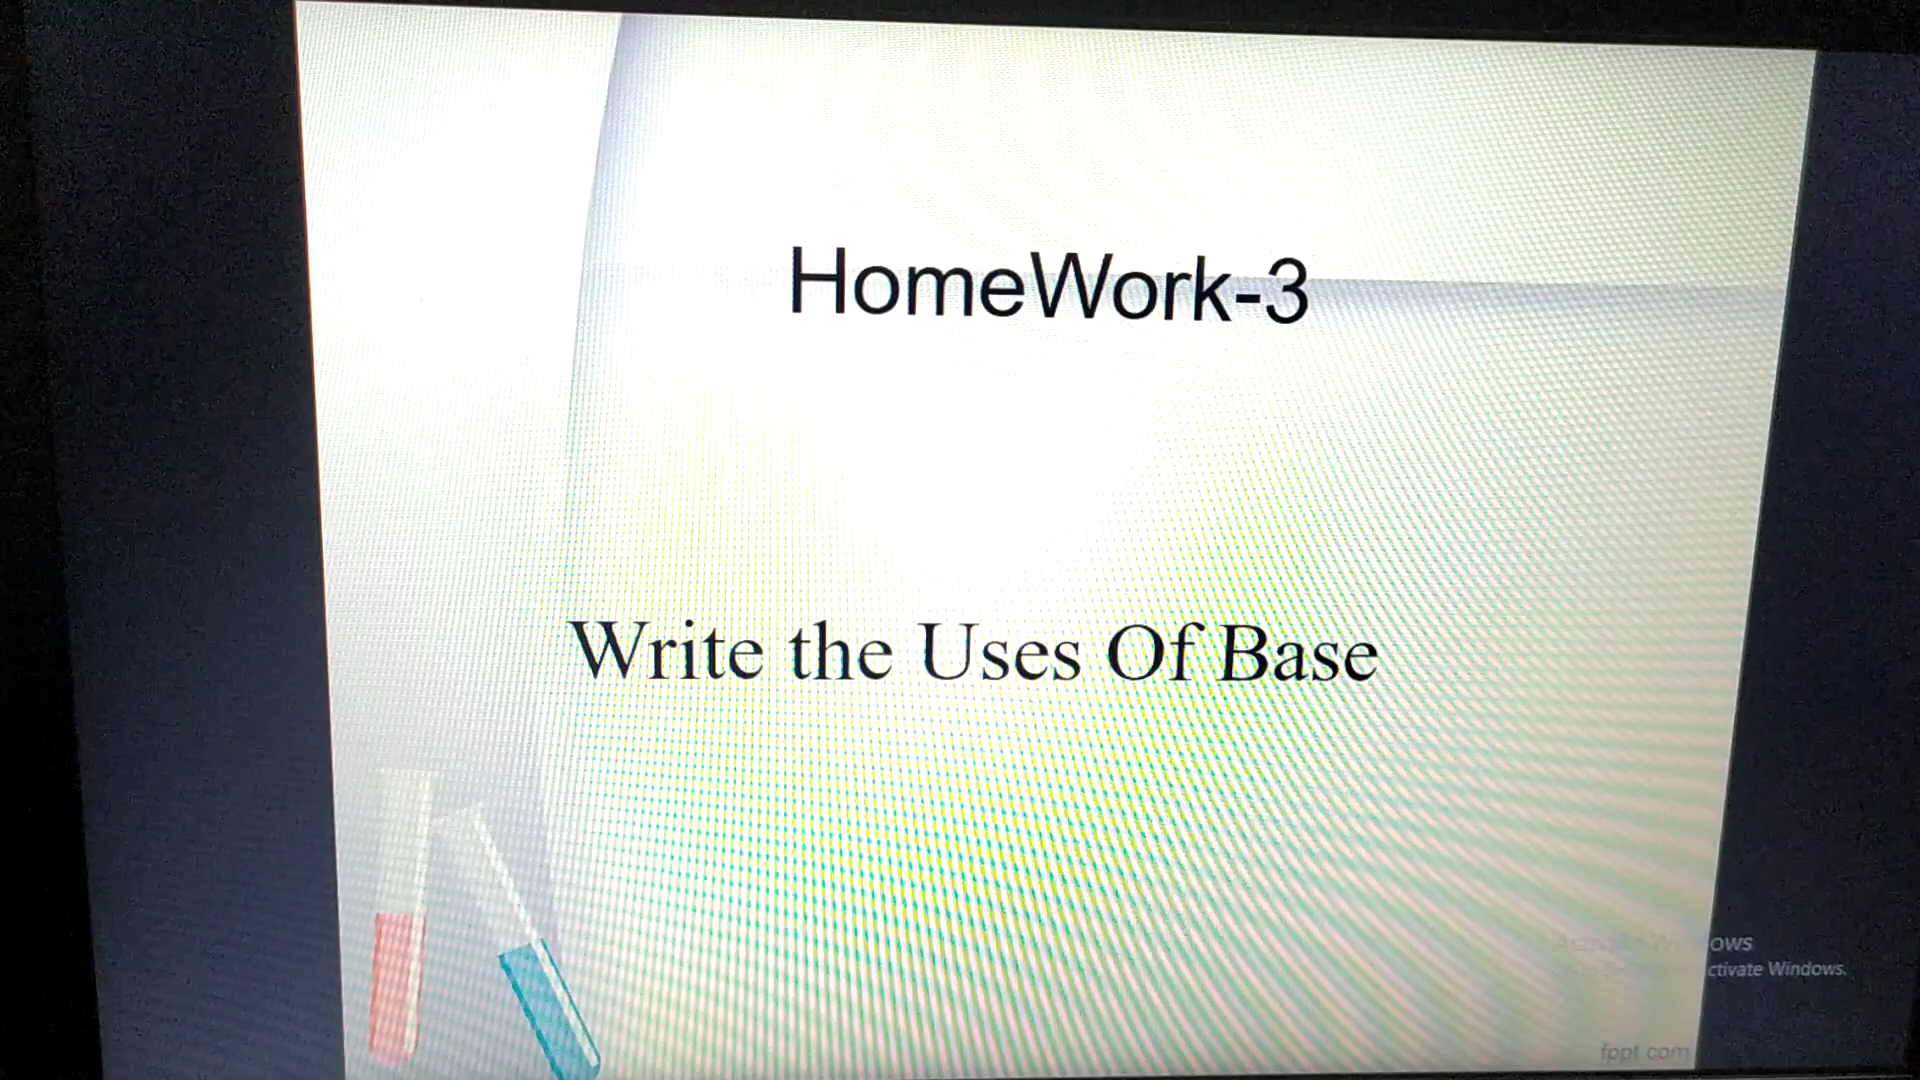 HomeWork-3
Write the Uses Of Base
ows
ctivate Windows.
fppt.com